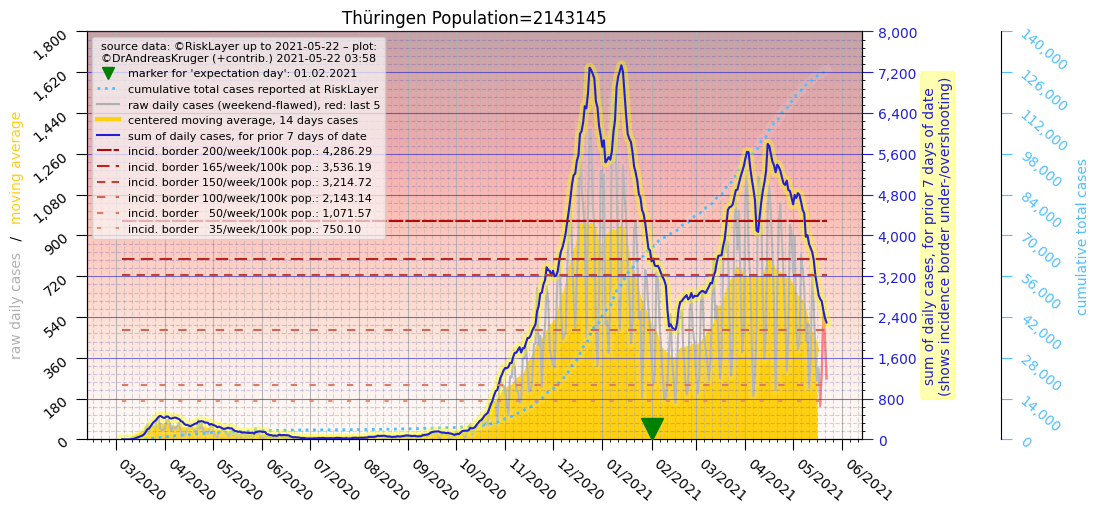 Thüringen Population=2143145
source data: ©RiskLayer up to 2021-05-22 – plot:
©DrAndreasKruger (+contrib.) 2021-05-22 03:58
marker for 'expectation day': 01.02.2021
cumulative total cases reported at RiskLayer
raw daily cases (weekend-flawed), red: last 5
centered moving average, 14 days cases
sum of daily cases, for prior 7 days of date
incid. border 200/week/100k pop.: 4,286.29
incid. border 165/week/100k pop.: 3,536.19
incid. border 150/week/100k pop.: 3,214.72
incid. border 100/week/100k pop.: 2,143.14
incid. border   50/week/100k pop.: 1,071.57
incid. border   35/week/100k pop.: 750.10
raw daily cases / moving average
1,800
1,620
1,440
1,260
1,080
900
720
540
360
180
0
03/2020
04/2020
05/2020
06/2020
07/2020
08/2020
09/2020
10/2020
11/2020
12/2020
01/2021
02/2021
03/2021
04/2021
05/2021
06/2021
8,000
7,200
6,400
5,600
4,800
4,000
3,200
2,400
1,600
800
0
sum of daily cases, for prior 7 days of date
(shows incidence border under-/overshooting)
140,000
126,000
112,000
98,000
84,000
70,000
56,000
42,000
28,000
14,000
0
cumulative total cases